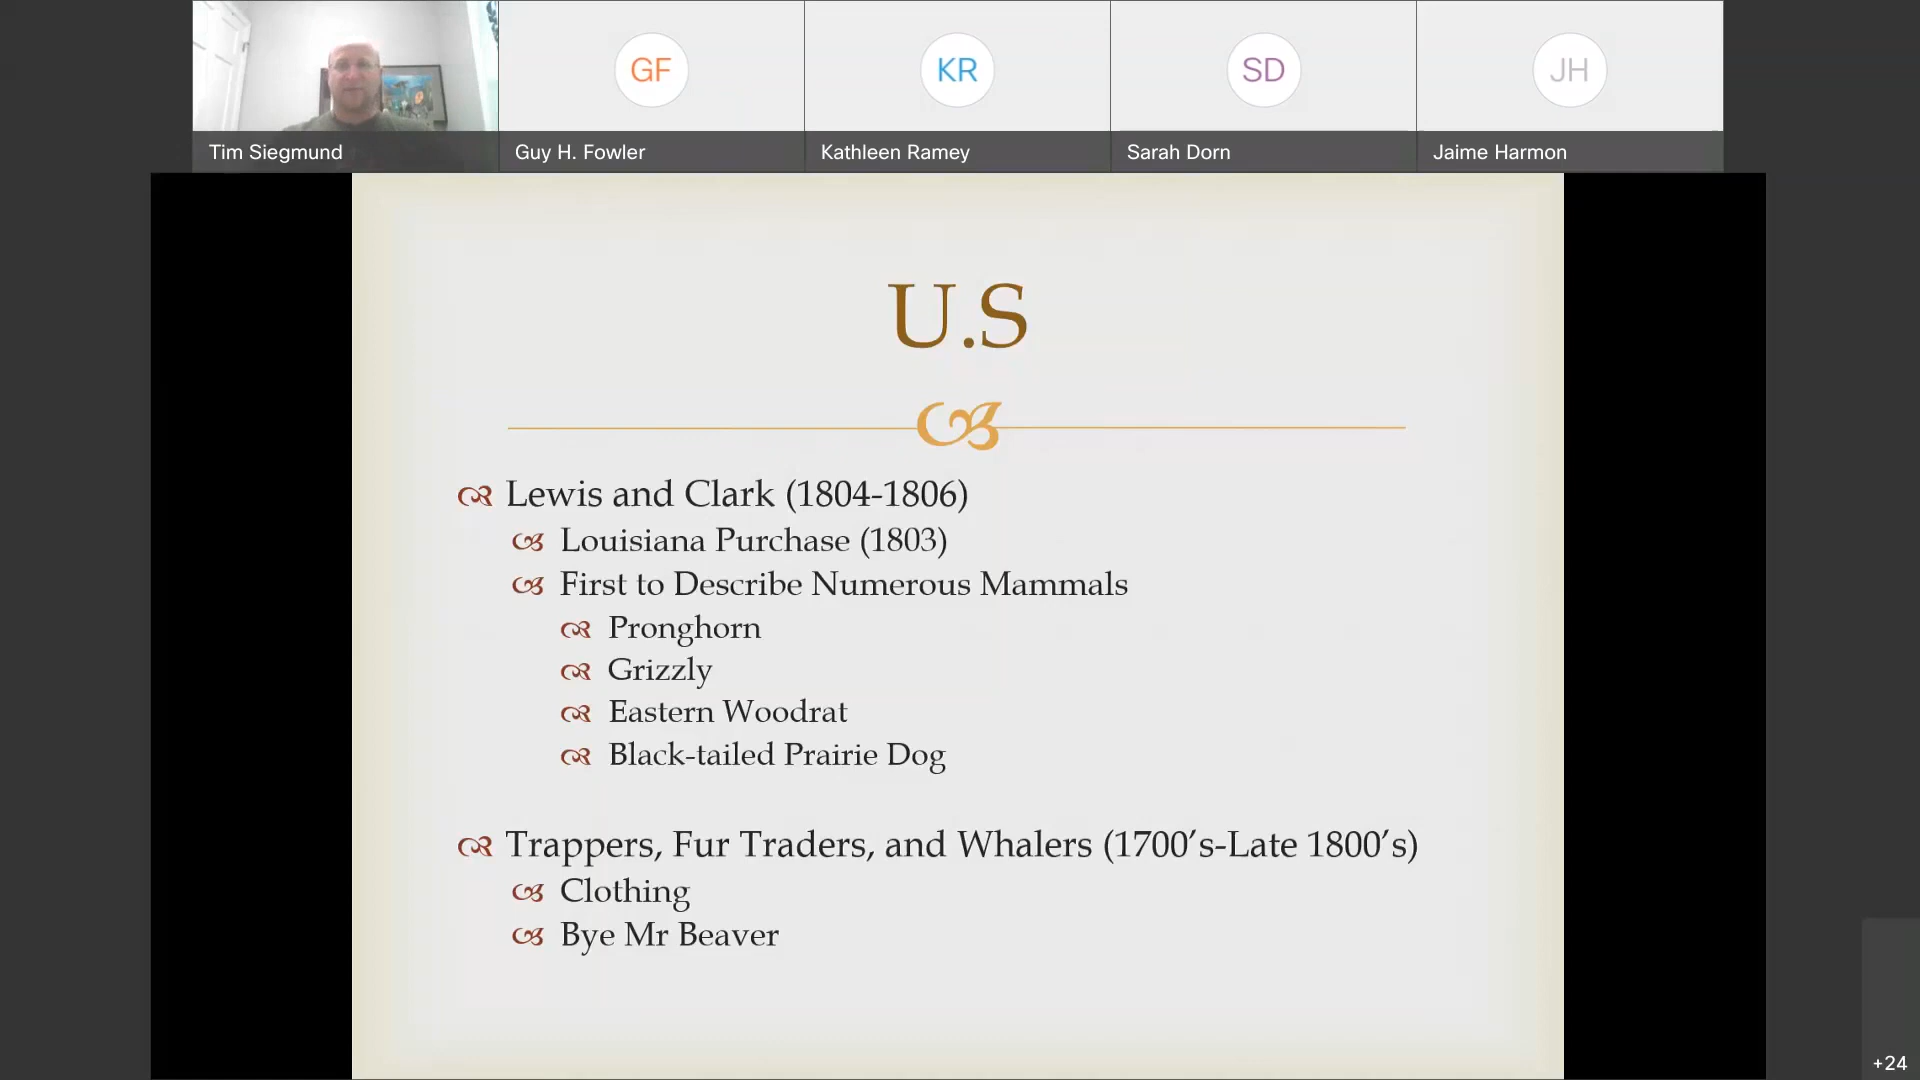 GF
KR
SD
JH
Tim Siegmund
Guy H. Fowler
Kathleen Ramey
Sarah Dorn
Jaime Harmon
U.S
Lewis and Clark (1804-1806)
Louisiana Purchase (1803)
First to Describe Numerous Mammals
Pronghorn
Grizzly
Eastern Woodrat
Black-tailed Prairie Dog
Trappers, Fur Traders, and Whalers (1700’s-Late 1800’s)
Clothing
Bye Mr Beaver
+24